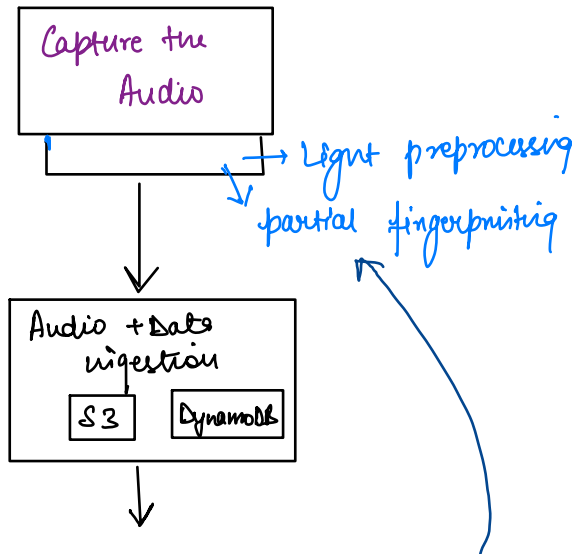 Capture the
Audio
Light preprocessing
partial fingerprinting
Audio + Data
ingestion
S3
DynamoDB